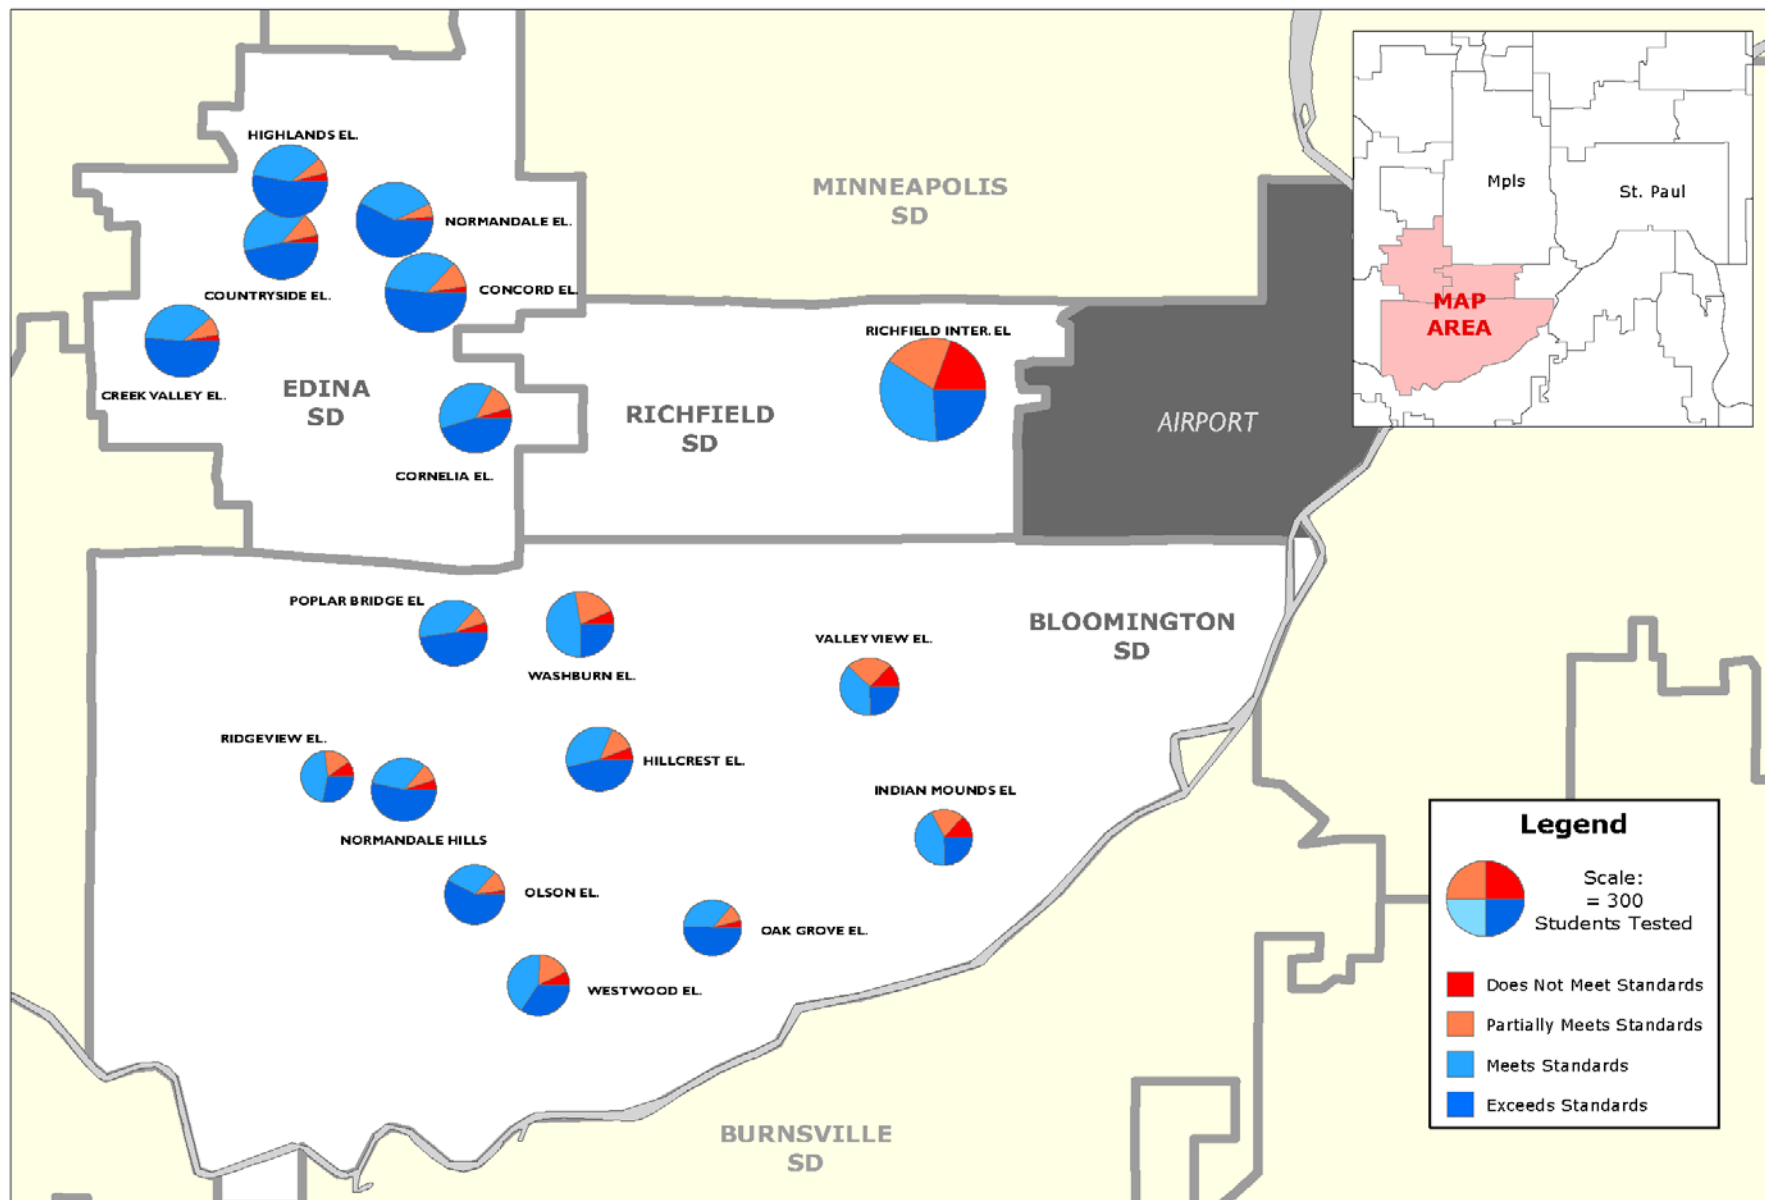 HIGHLANDS EL.
NORMANDALE EL.
COUNTRYSIDE EL.
CONCORD EL.
CREEK VALLEY EL.
EDINA
SD
CORNELIA EL.
MINNEAPOLIS
SD
RICHFIELD INTER. EL
RICHFIELD
SD
AIRPORT
Mpls
St. Paul
MAP
AREA
POPLAR BRIDGE EL
WASHBURN EL.
VALLEY VIEW EL.
BLOOMINGTON
SD
RIDGEVIEW EL.
NORMANDALE HILLS
HILLCREST EL.
INDIAN MOUNDS EL
OLSON EL.
OAK GROVE EL.
WESTWOOD EL.
BURNSVILLE
SD
Legend
Scale:
= 300
Students Tested
Does Not Meet Standards
Partially Meets Standards
Meets Standards
Exceeds Standards